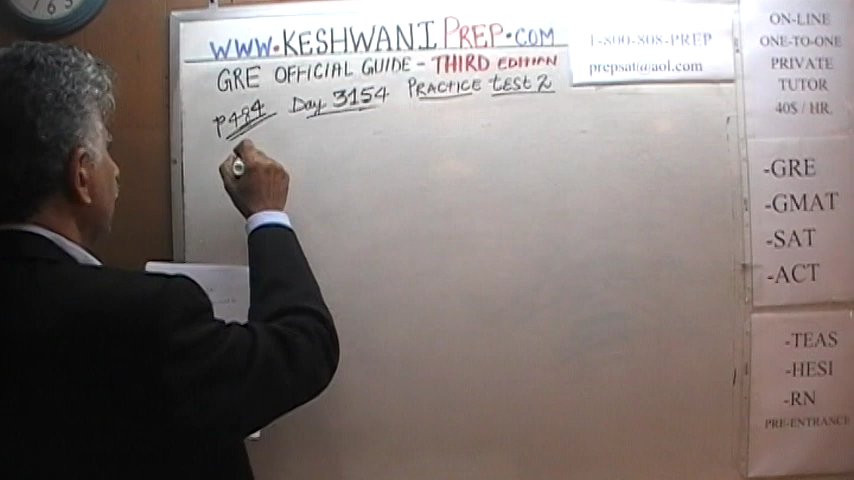 WWW.KESHWANI PREP.COM
GRE OFFICIAL GUIDE - THIRD EDITION
P484 Day 3154 PRACTICE TEST 2
1-800-808-PREP
prepsat@aol.com
ON-LINE
ONE-TO-ONE
PRIVATE
TUTOR
40$ / HR.
-GRE
-GMAT
-SAT
-ACT
-TEAS
-HESI
-RN
PRE-ENTRANCE